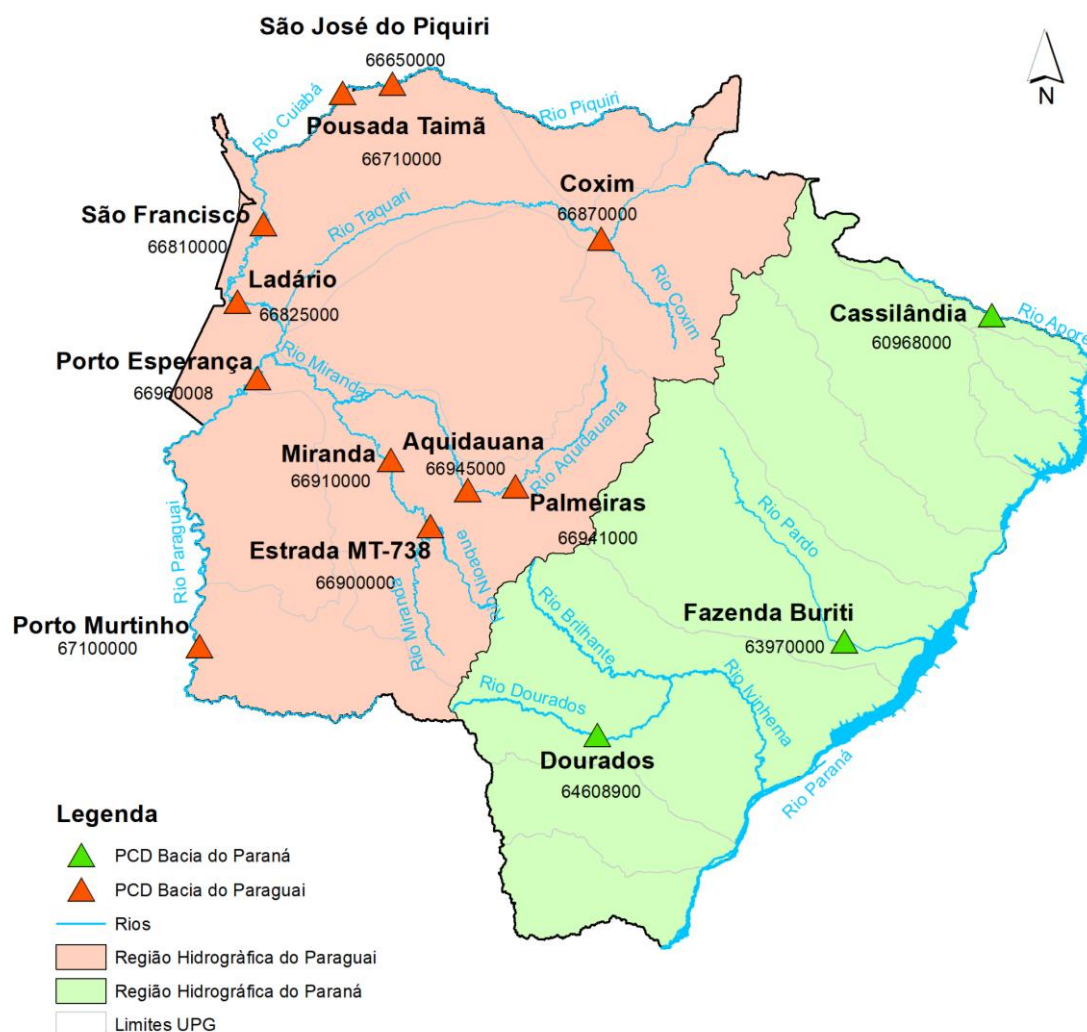 São José do Piquiri
66650000
N
Rio Cuiabá
Rio Piquiri
Pousada Taimã
66710000
Coxim
66870000
São Francisco
66810000
Rio Taquari
Ladário
66825000
Rio Coxim
Cassilândia
60968000
Rio Aporé
Porto Esperança
66960008
Rio Miranda
Aquidauana
66945000
Rio Aquidauana
Miranda
66910000
Palmeiras
66941000
Rio Pardo
Estrada MT-738
66900000
Rio Nioaque
Rio Miranda
Rio Paraguai
Rio Brilhante
Fazenda Buriti
63970000
Porto Murtinho
67100000
Rio Dourados
Rio Ivinhema
Dourados
64608900
Rio Paraná
Legenda
PCD Bacia do Paraná
PCD Bacia do Paraguai
Rios
Região Hidrogràfica do Paraguai
Região Hidrográfica do Paraná
Limites UPG